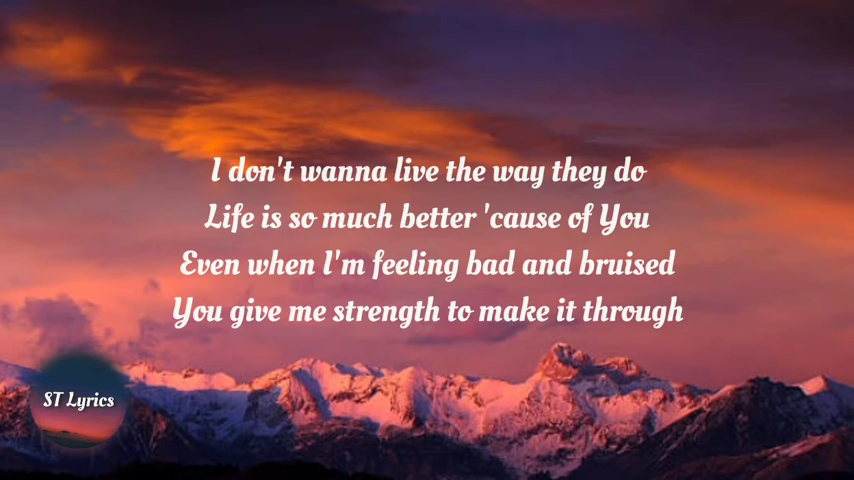 I don't wanna live the way they do
Life is so much better 'cause of You
Even when I'm feeling bad and bruised
You give me strength to make it through
ST Lyrics